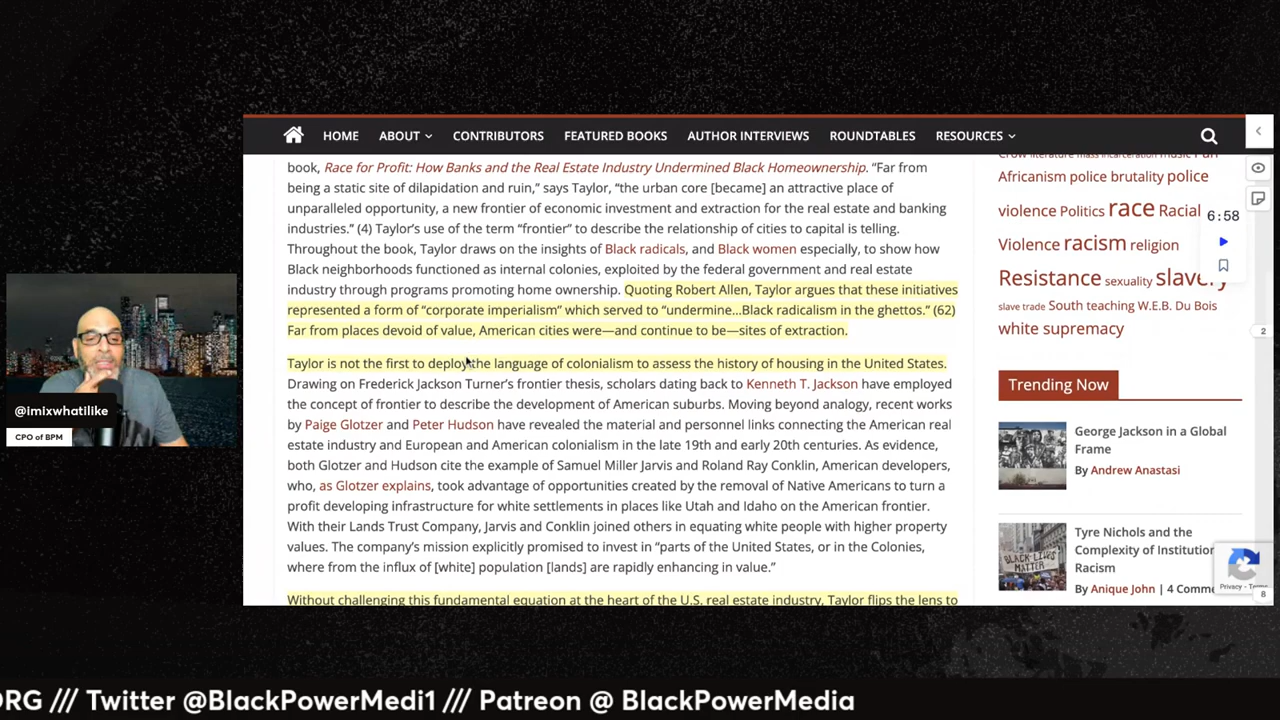 HOME ABOUT CONTRIBUTORS FEATURED BOOKS AUTHOR INTERVIEWS ROUNDTABLES RESOURCES
book, Race for Profit: How Banks and the Real Estate Industry Undermined Black Homeownership. “Far from
being a static site of dilapidation and ruin,” says Taylor, “the urban core [became] an attractive place of
unparalleled opportunity, a new frontier of economic investment and extraction for the real estate and banking
industries.” (4) Taylor’s use of the term “frontier” to describe the relationship of cities to capital is telling.
Throughout the book, Taylor draws on the insights of Black radicals, and Black women especially, to show how
Black neighborhoods functioned as internal colonies, exploited by the federal government and real estate
industry through programs promoting home ownership. Quoting Robert Allen, Taylor argues that these initiatives
represented a form of “corporate imperialism” which served to “undermine…Black radicalism in the ghettos.” (62)
Far from places devoid of value, American cities were—and continue to be—sites of extraction.
Taylor is not the first to deploy the language of colonialism to assess the history of housing in the United States.
Drawing on Frederick Jackson Turner’s frontier thesis, scholars dating back to Kenneth T. Jackson have employed
the concept of frontier to describe the development of American suburbs. Moving beyond analogy, recent works
by Paige Glotzer and Peter Hudson have revealed the material and personnel links connecting the American real
estate industry and European and American colonialism in the late 19th and early 20th centuries. As evidence,
both Glotzer and Hudson cite the example of Samuel Miller Jarvis and Roland Ray Conklin, American developers,
who, as Glotzer explains, took advantage of opportunities created by the removal of Native Americans to turn a
profit developing infrastructure for white settlements in places like Utah and Idaho on the American frontier.
With their Lands Trust Company, Jarvis and Conklin joined others in equating white people with higher property
values. The company’s mission explicitly promised to invest in “parts of the United States, or in the Colonies,
where from the influx of [white] population [lands] are rapidly enhancing in value.”
Without challenging this fundamental equation at the heart of the U.S. real estate industry, Taylor flips the lens to
Crow literature mass incarceration music Pan
Africanism police brutality police
violence Politics race Racial
Violence racism religion
Resistance sexuality slavery
slave trade South teaching W.E.B. Du Bois
white supremacy
6:58
2
Trending Now
George Jackson in a Global
Frame
By Andrew Anastasi
BLACK LIVES
MATTER
Tyre Nichols and the
Complexity of Institution
Racism
By Anique John | 4 Comme
Privacy - Terms
8
@imixwhatilike
CPO of BPM
ORG /// Twitter @BlackPowerMedi1 /// Patreon @ BlackPowerMedia